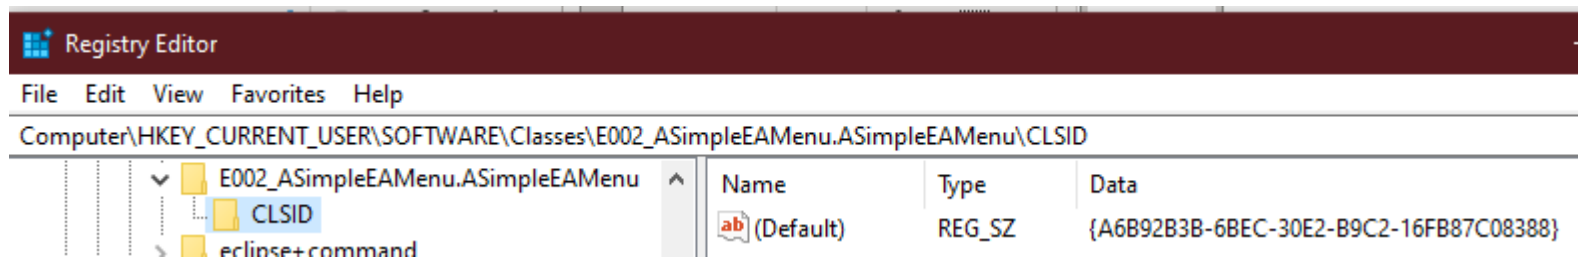 Registry Editor
File Edit View Favorites Help
Computer\HKEY_CURRENT_USER\SOFTWARE\Classes\E002_ASimpleEAMenu.ASimpleEAMenu\CLSID
E002_ASimpleEAMenu.ASimpleEAMenu
CLSID
eclipse+command
Name Type Data
ab (Default) REG_SZ {A6B92B3B-6BEC-30E2-B9C2-16FB87C08388}